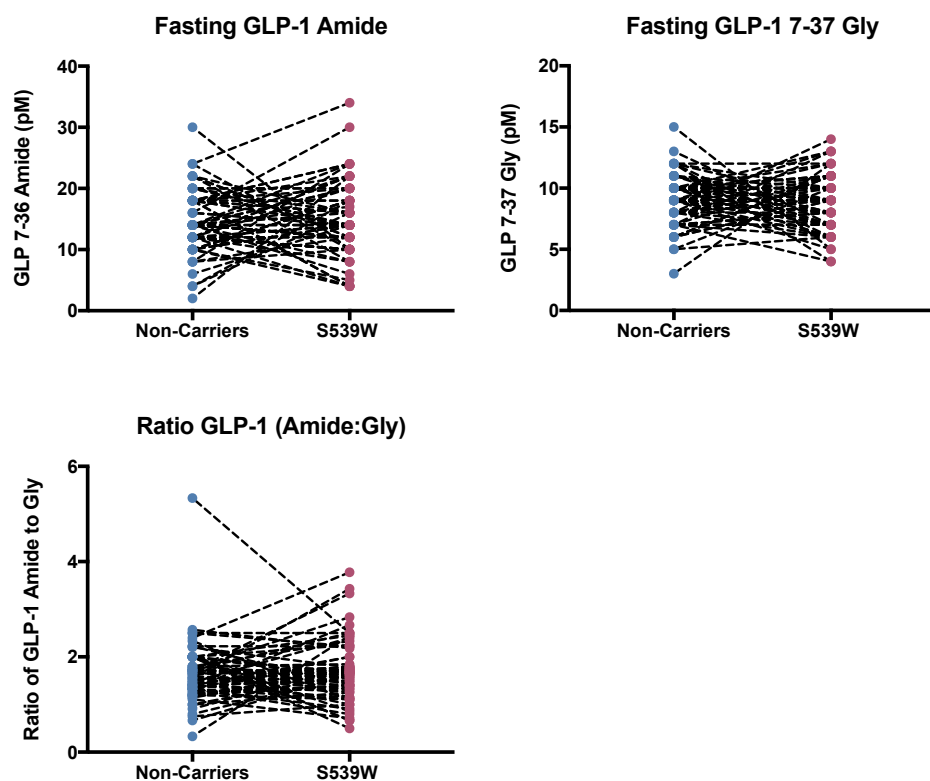 Fasting GLP-1 Amide
GLP 7-36 Amide (pM)
40
30
20
10
0
Non-Carriers
S539W
Fasting GLP-1 7-37 Gly
GLP 7-37 Gly (pM)
20
15
10
5
0
Non-Carriers
S539W
Ratio GLP-1 (Amide:Gly)
Ratio of GLP-1 Amide to Gly
6
4
2
0
Non-Carriers
S539W